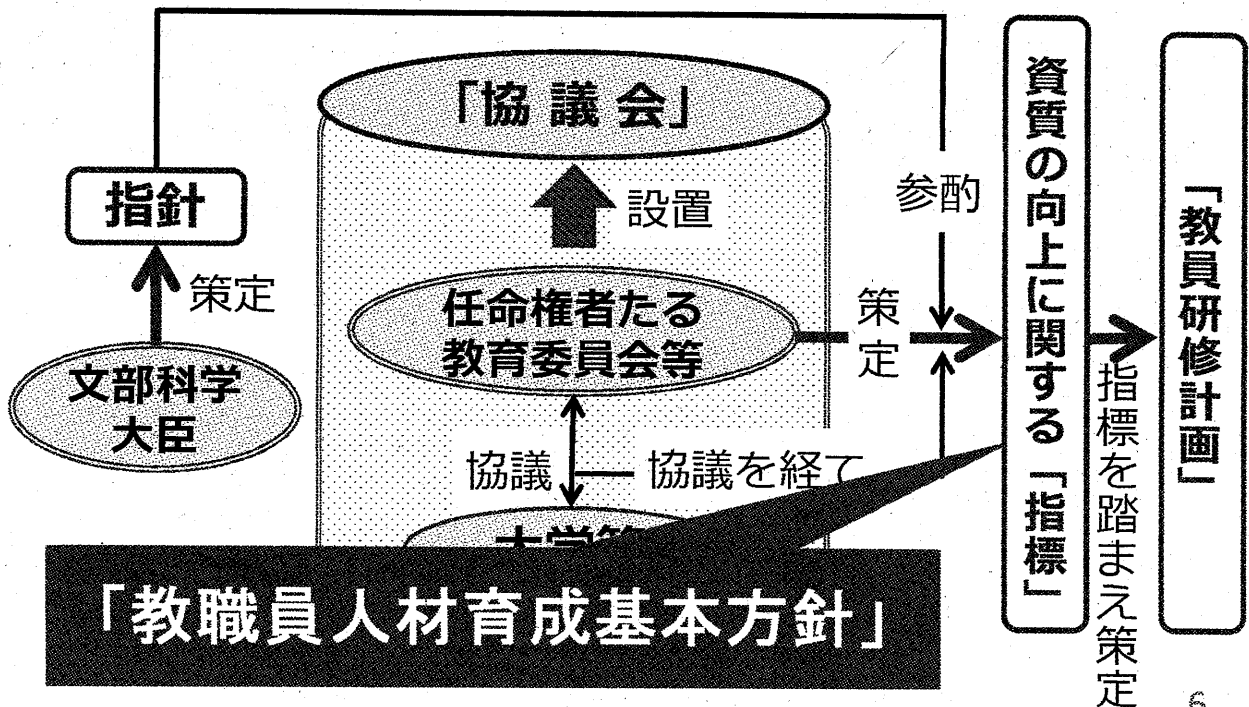 「協議会」
指針
設置
参酌
策定
任命権者たる
教育委員会等
策定
文部科学
大臣
協議
協議を経て
大学等
「教職員人材育成基本方針」
資質の向上に関する「指標」
指標を踏まえ策定
「教員研修計画」
6